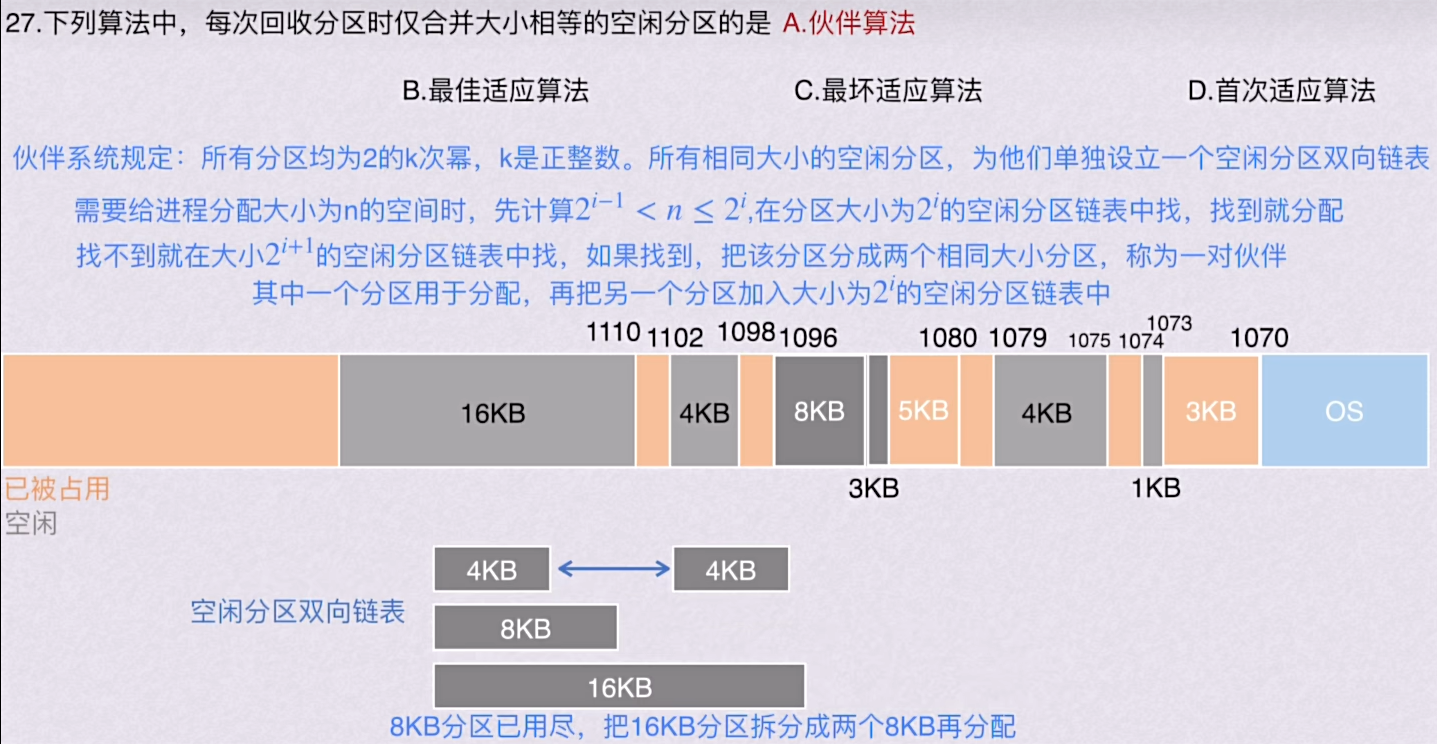 27.下列算法中，每次回收分区时仅合并大小相等的空闲分区的是 A.伙伴算法
B.最佳适应算法 C.最坏适应算法 D.首次适应算法
伙伴系统规定：所有分区均为2的k次幂，k是正整数。所有相同大小的空闲分区，为他们单独设立一个空闲分区双向链表
需要给进程分配大小为n的空间时，先计算2^{i-1} < n ≤ 2^i,在分区大小为2^i的空闲分区链表中找，找到就分配
找不到就在大小2^{i+1}的空闲分区链表中找，如果找到，把该分区分成两个相同大小分区，称为一对伙伴
其中一个分区用于分配，再把另一个分区加入大小为2^i的空闲分区链表中
1110 1102 1098 1096 1080 1079 1075 1074 1073 1070
16KB 4KB 8KB 5KB 4KB 3KB OS
已被占用 3KB 1KB
空闲
4KB 4KB
空闲分区双向链表
8KB
16KB
8KB分区已用尽，把16KB分区拆分成两个8KB再分配